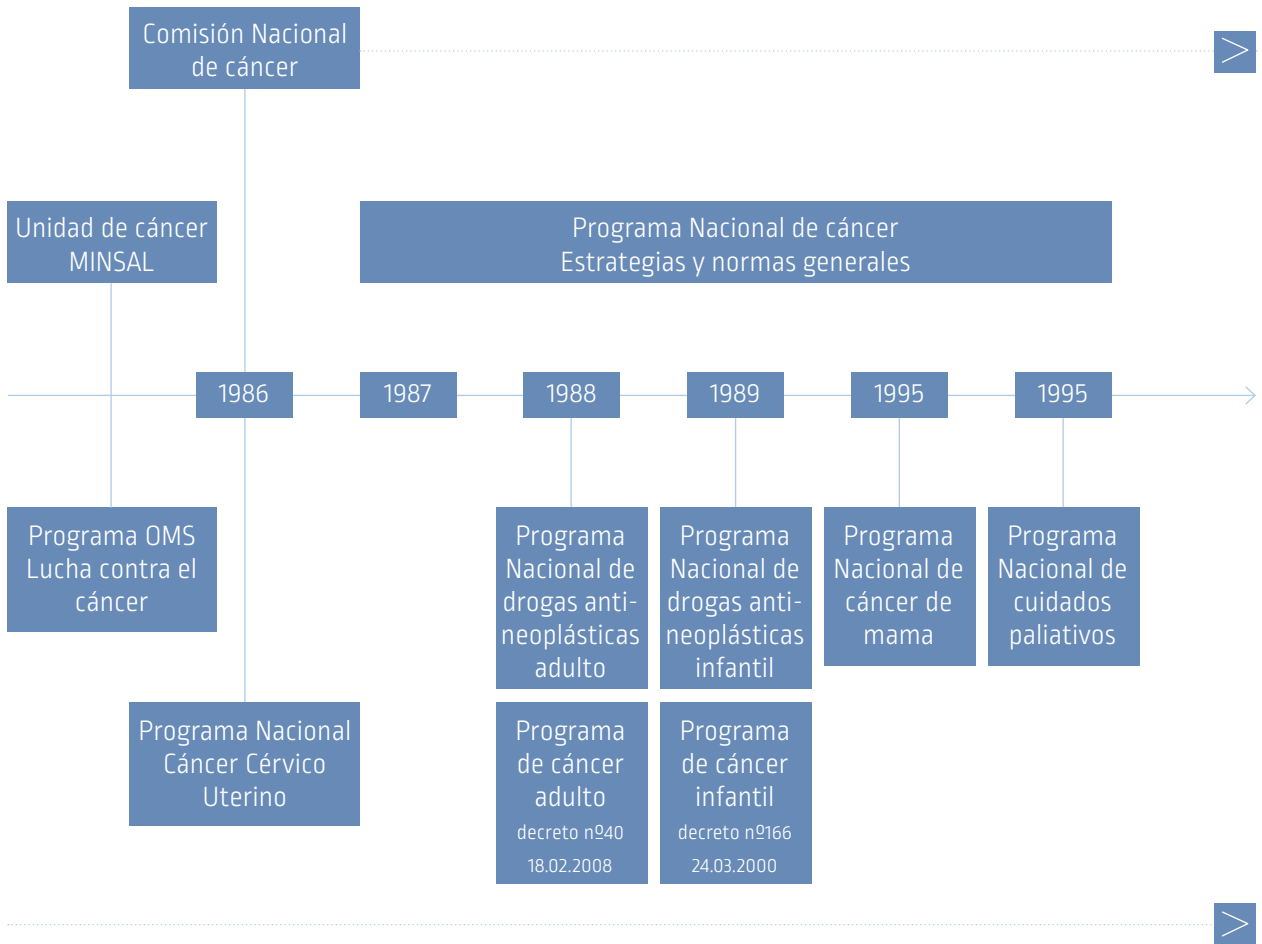 Comisión Nacional
de cáncer
>
Unidad de cáncer
MINSAL
Programa Nacional de cáncer
Estrategias y normas generales
1986
1987
1988
1989
1995
1995
Programa OMS
Lucha contra el
cáncer
Programa
Nacional de
drogas anti-
neoplásticas
adulto
Programa
Nacional de
drogas anti-
neoplásticas
infantil
Programa
Nacional de
cáncer de
mama
Programa
Nacional de
cuidados
paliativos
Programa Nacional
Cáncer Cérvico
Uterino
Programa
de cáncer
adulto
decreto nº40
18.02.2008
Programa
de cáncer
infantil
decreto nº166
24.03.2000
>